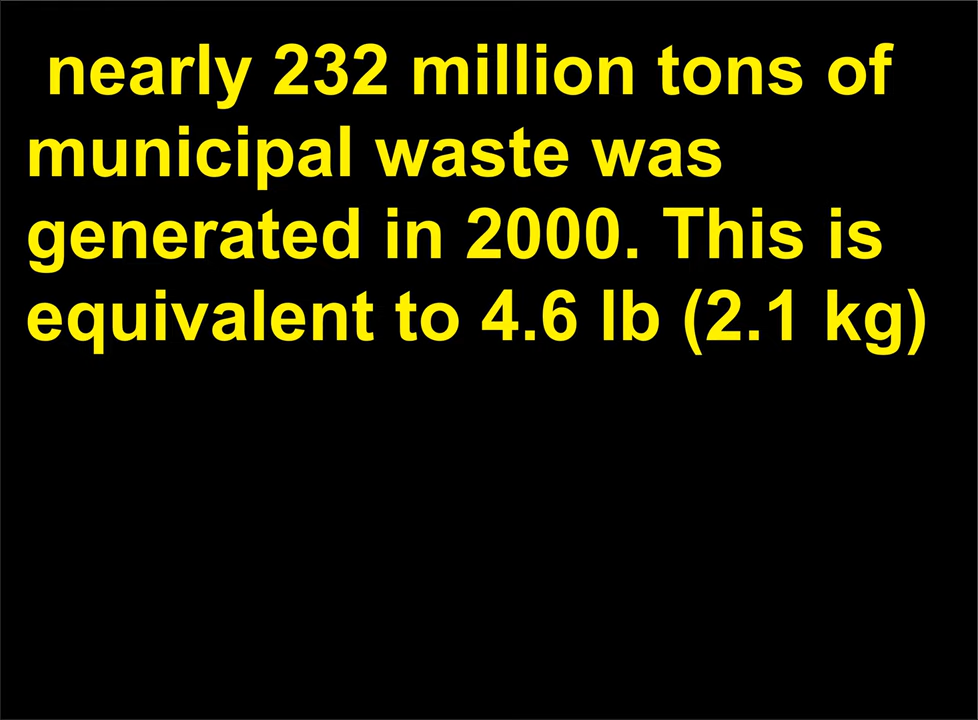 nearly 232 million tons of
municipal waste was
generated in 2000. This is
equivalent to 4.6 lb (2.1 kg)